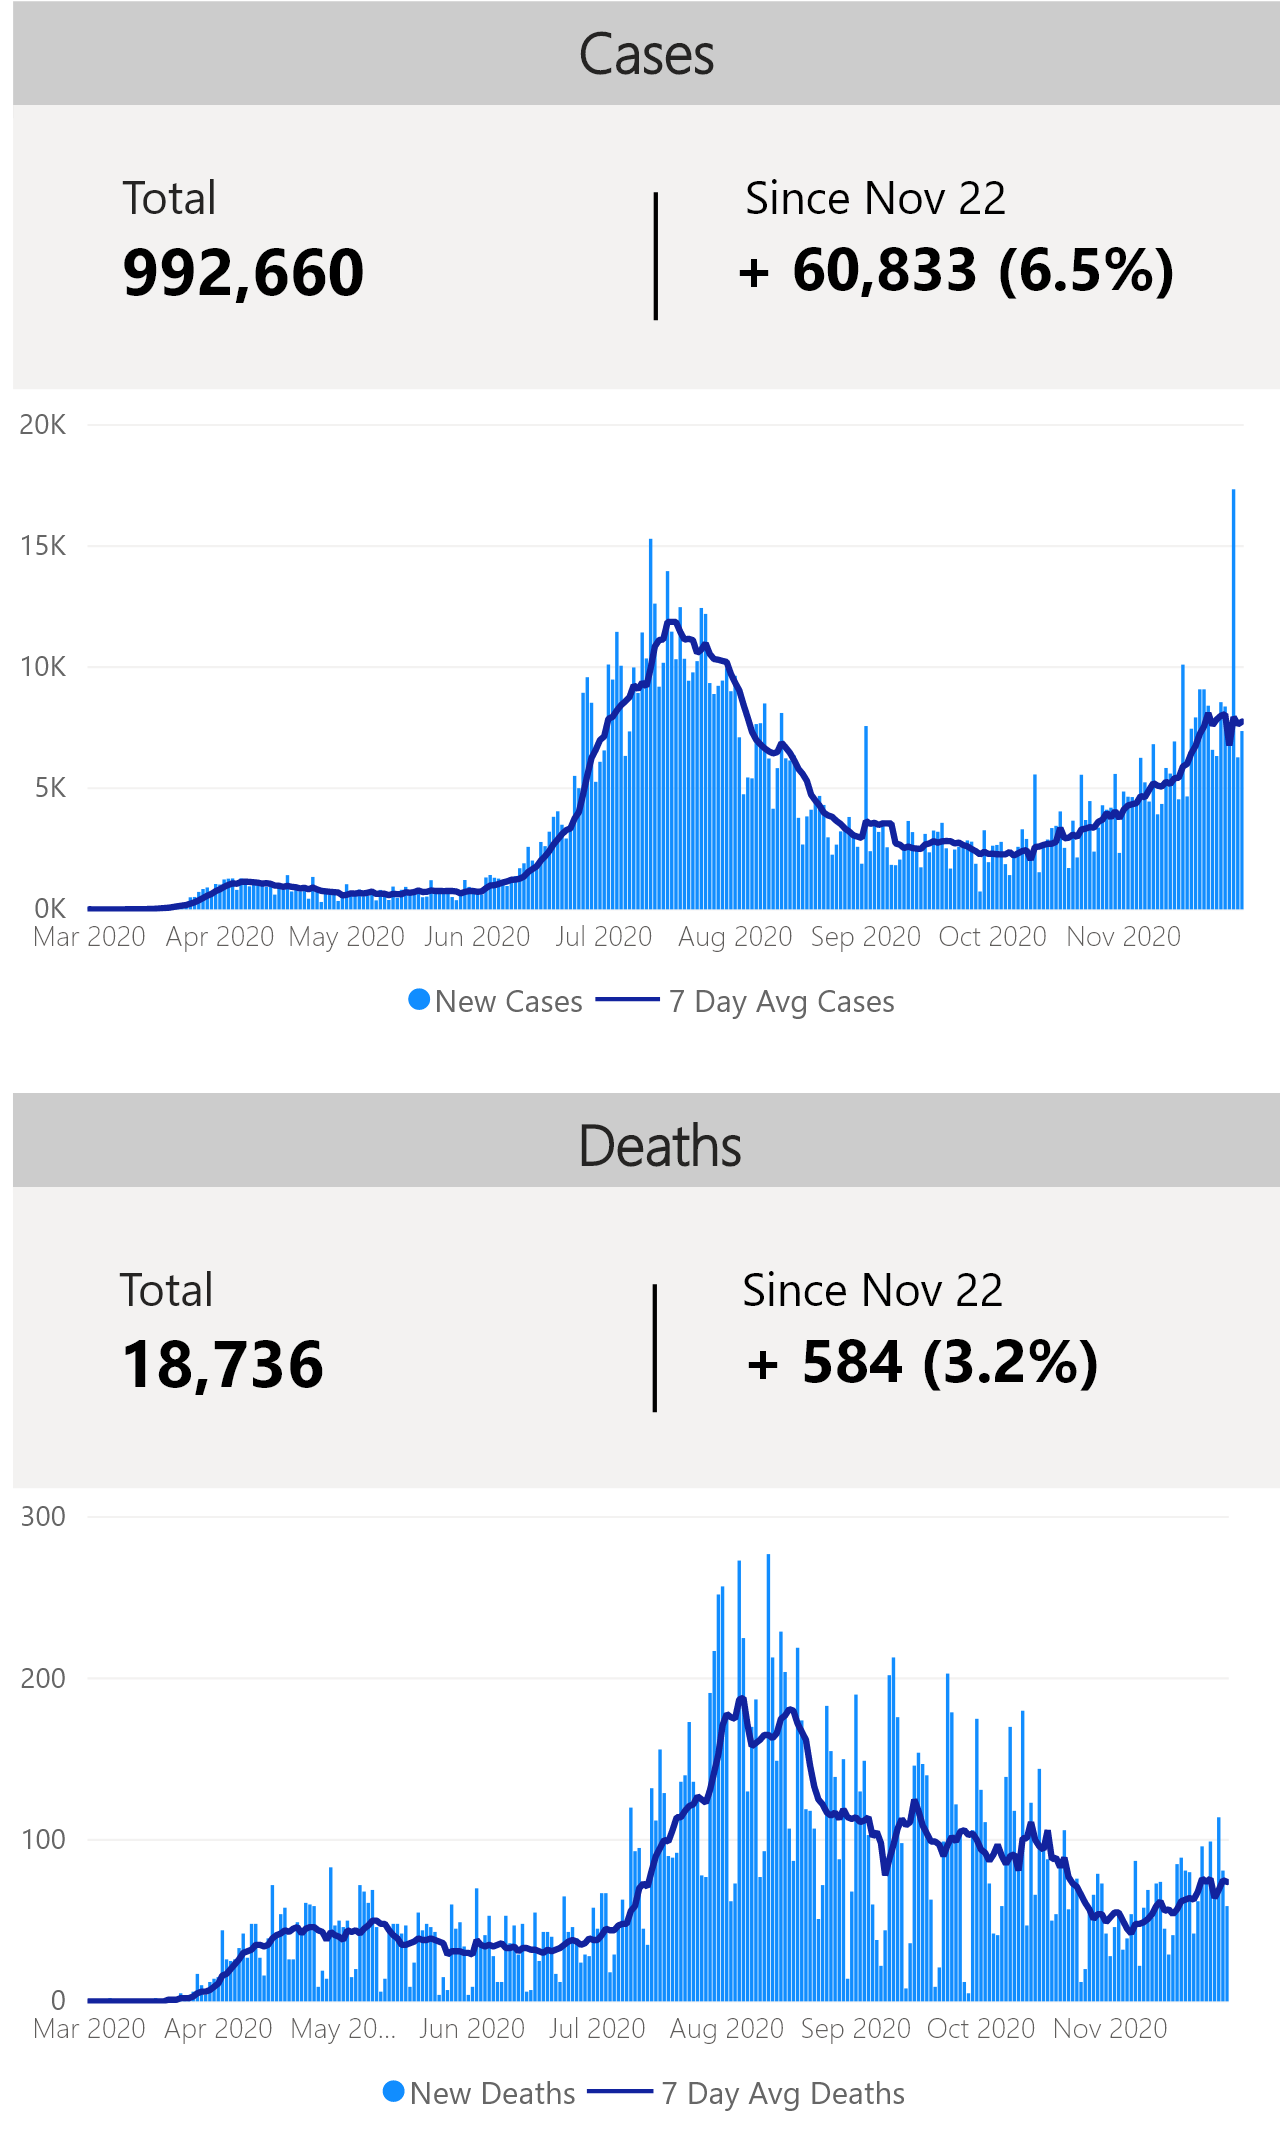 Cases
Total
Since Nov 22
992,660
+ 60,833 (6.5%)
20K
15K
10K
5K
0K
Mar 2020 Apr 2020 May 2020 Jun 2020 Jul 2020 Aug 2020 Sep 2020 Oct 2020 Nov 2020
New Cases 7 Day Avg Cases
Deaths
Total
Since Nov 22
18,736
+ 584 (3.2%)
300
200
100
0
Mar 2020 Apr 2020 May 20... Jun 2020 Jul 2020 Aug 2020 Sep 2020 Oct 2020 Nov 2020
New Deaths 7 Day Avg Deaths